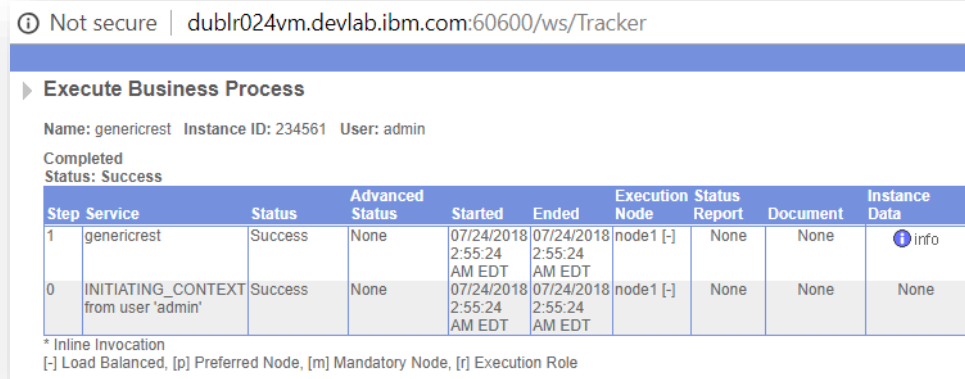 Not secure | dublr024vm.devlab.ibm.com:60600/ws/Tracker
Execute Business Process
Name: genericrest Instance ID: 234561 User: admin
Completed
Status: Success
Step Service Status Advanced Status Started Ended Execution Node Status Report Document Instance Data
1 genericrest Success None 07/24/2018 2:55:24 AM EDT 07/24/2018 2:55:24 AM EDT node1 [-] None None info
0 INITIATING_CONTEXT from user 'admin' Success None 07/24/2018 2:55:24 AM EDT 07/24/2018 2:55:24 AM EDT node1 [-] None None None
* Inline Invocation
[-] Load Balanced, [p] Preferred Node, [m] Mandatory Node, [r] Execution Role